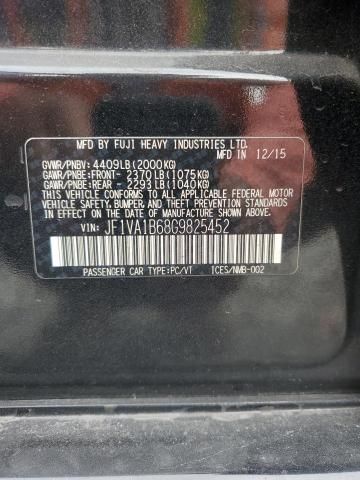 MFD BY FUJI HEAVY INDUSTRIES LTD.
MFD IN 12/15
GVWR/PNBV: 4409LB(2000KG)
GAWR/PNBE:FRONT- 2370LB(1075KG)
GAWR/PNBE:REAR - 2293LB(1040KG)
THIS VEHICLE CONFORMS TO ALL APPLICABLE FEDERAL MOTOR
VEHICLE SAFETY, BUMPER AND THEFT PREVENTION STANDARDS
IN EFFECT ON THE DATE OF MANUFACTURE SHOWN ABOVE.
VIN: JF1VA1B68G9825452
PASSENGER CAR TYPE:PC/VT ICES/NMB-002